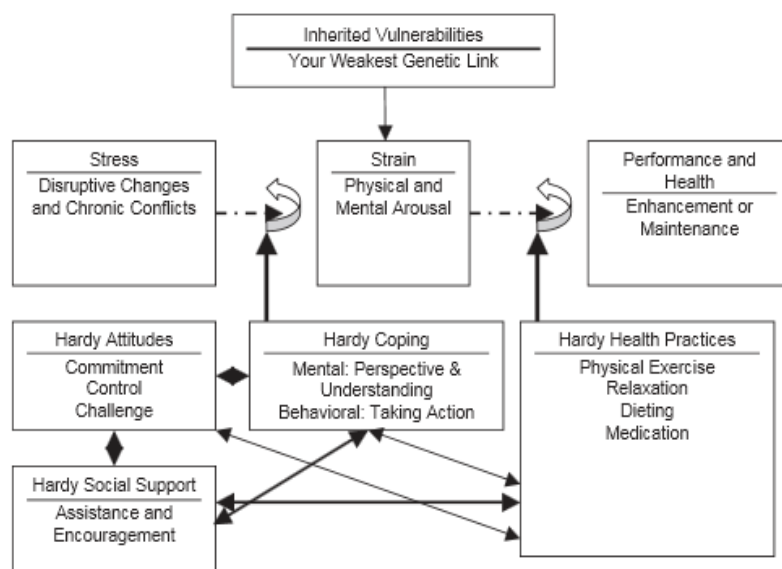 Inherited Vulnerabilities
Your Weakest Genetic Link
Stress
Disruptive Changes
and Chronic Conflicts
Strain
Physical and
Mental Arousal
Performance and
Health
Enhancement or
Maintenance
Hardy Attitudes
Commitment
Control
Challenge
Hardy Coping
Mental: Perspective &
Understanding
Behavioral: Taking Action
Hardy Health Practices
Physical Exercise
Relaxation
Dieting
Medication
Hardy Social Support
Assistance and
Encouragement